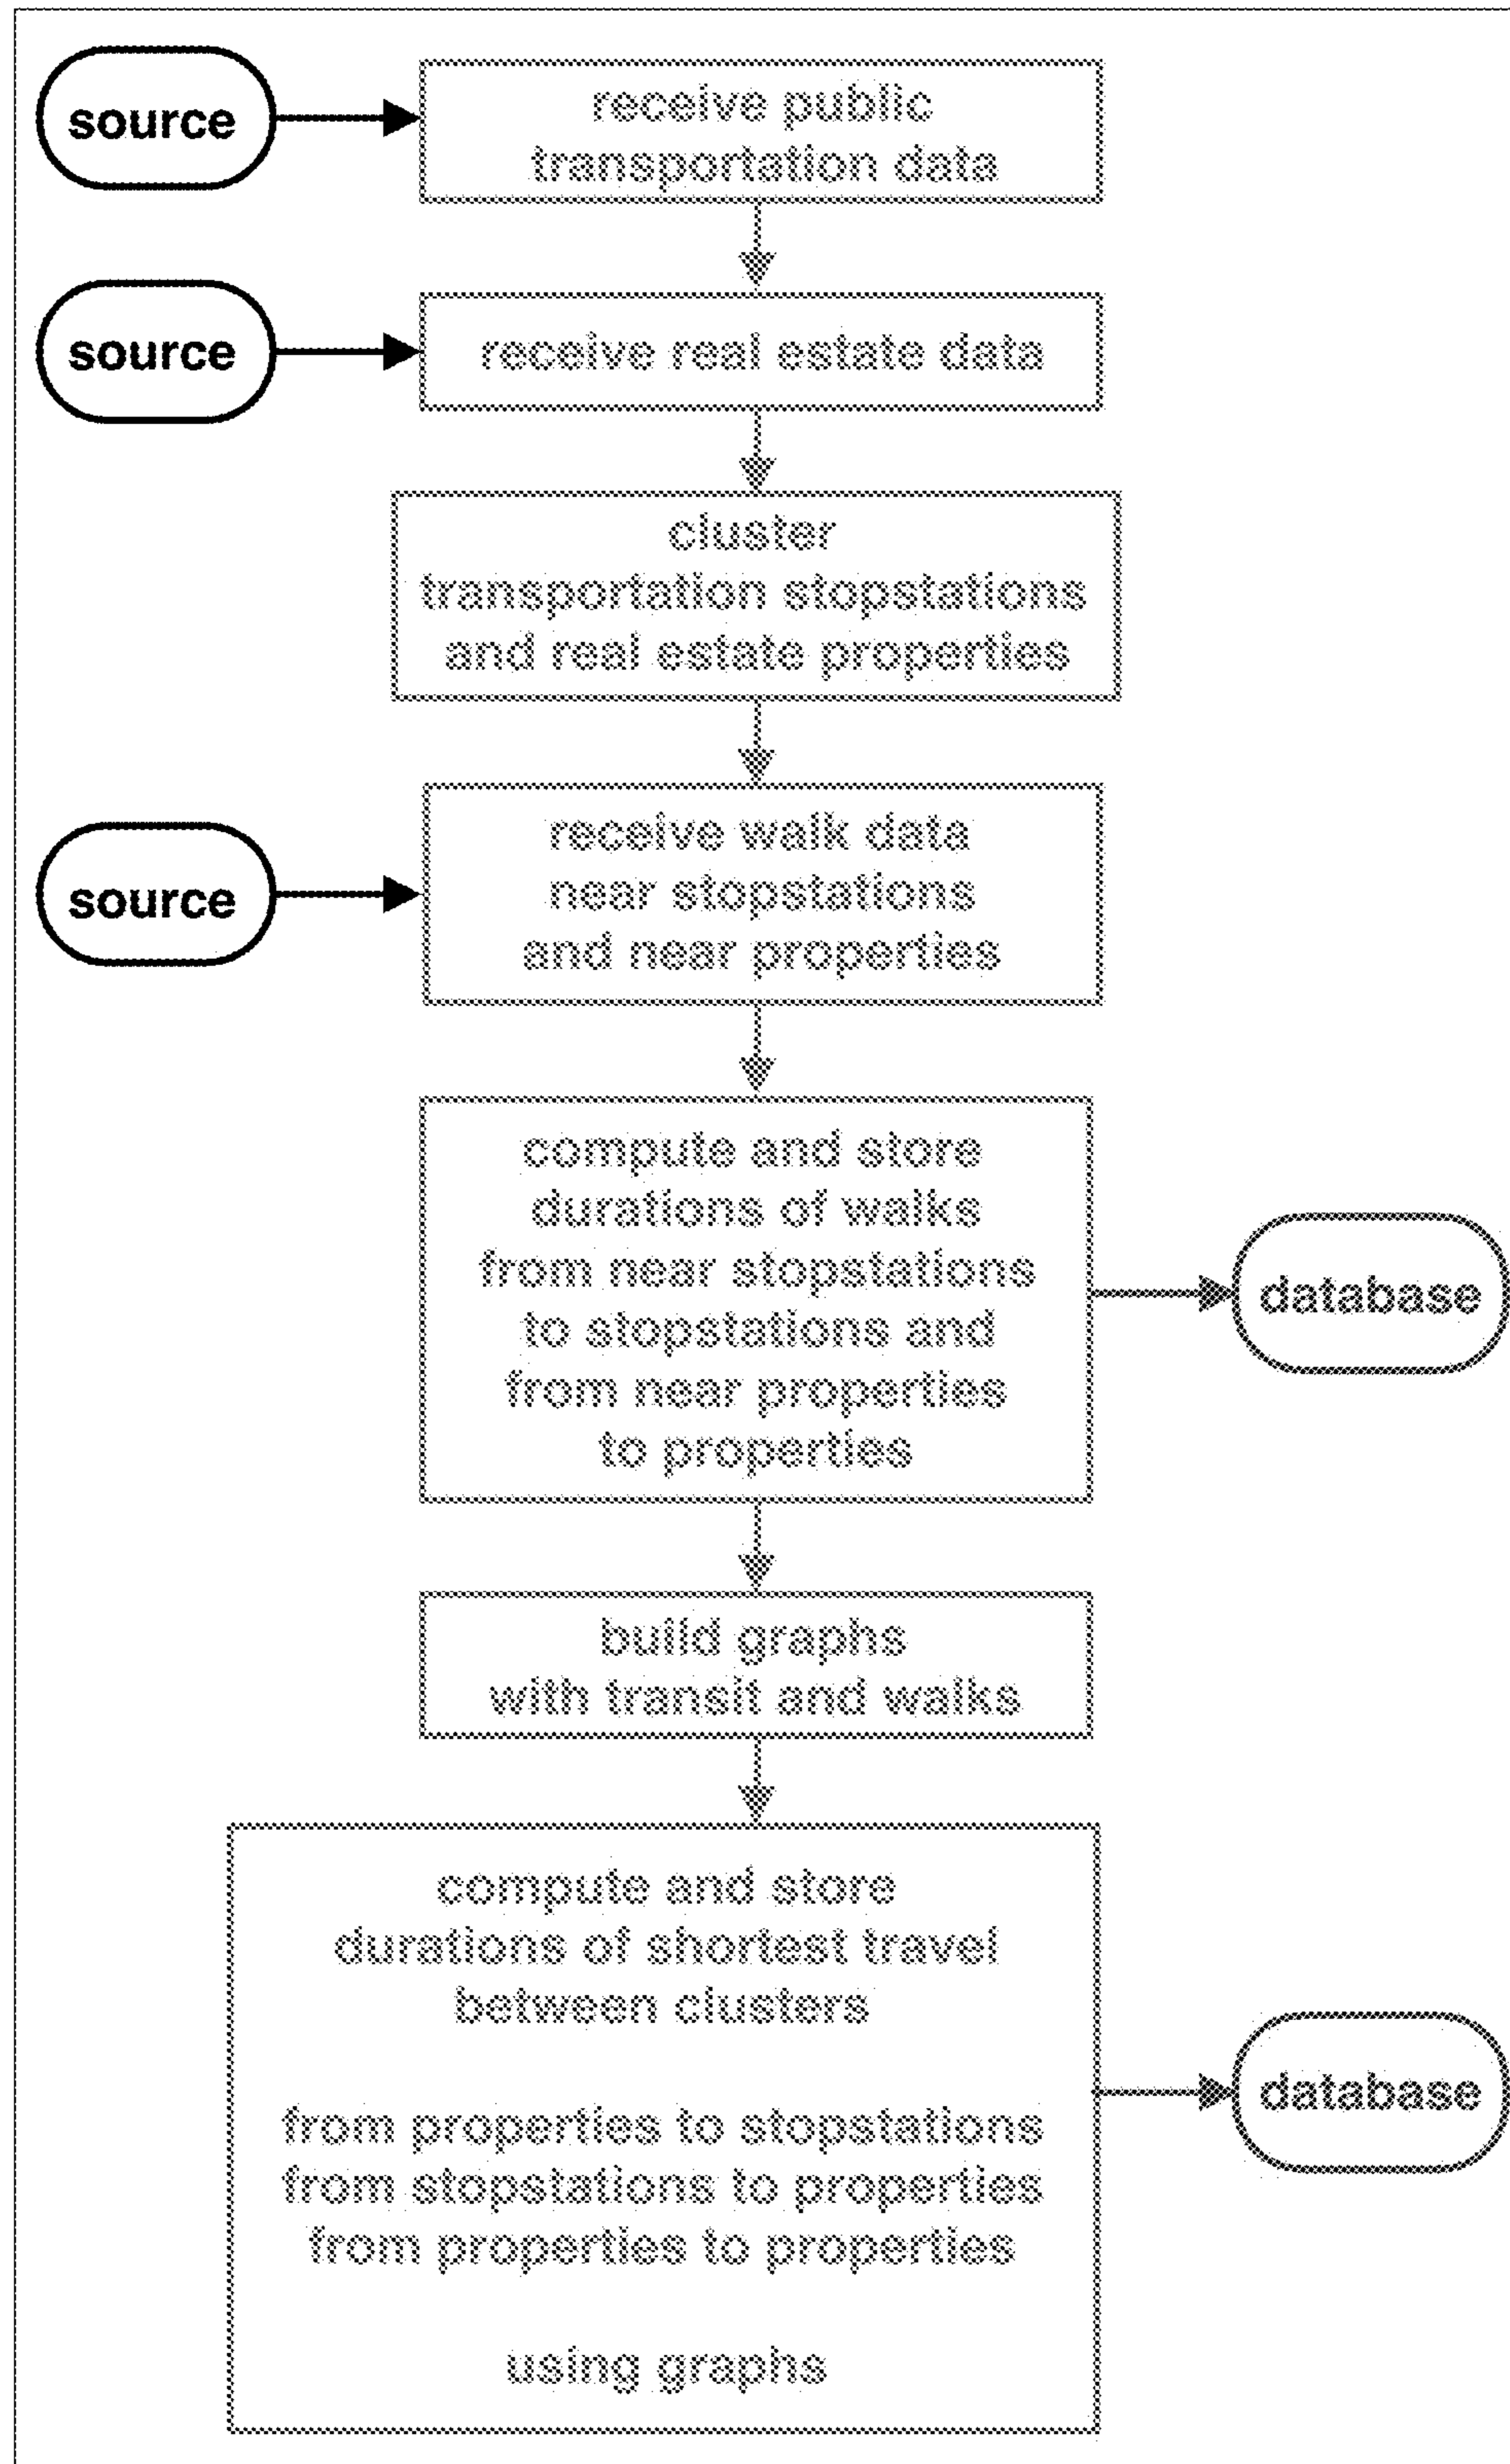 source
receive public
transportation data
source
receive real estate data
cluster
transportation stopstations
and real estate properties
source
receive walk data
near stopstations
and near properties
compute and store
durations of walks
from near stopstations
to stopstations and
from near properties
to properties
database
build graphs
with transit and walks
compute and store
durations of shortest travel
between clusters
from properties to stopstations
from stopstations to properties
from properties to properties
using graphs
database